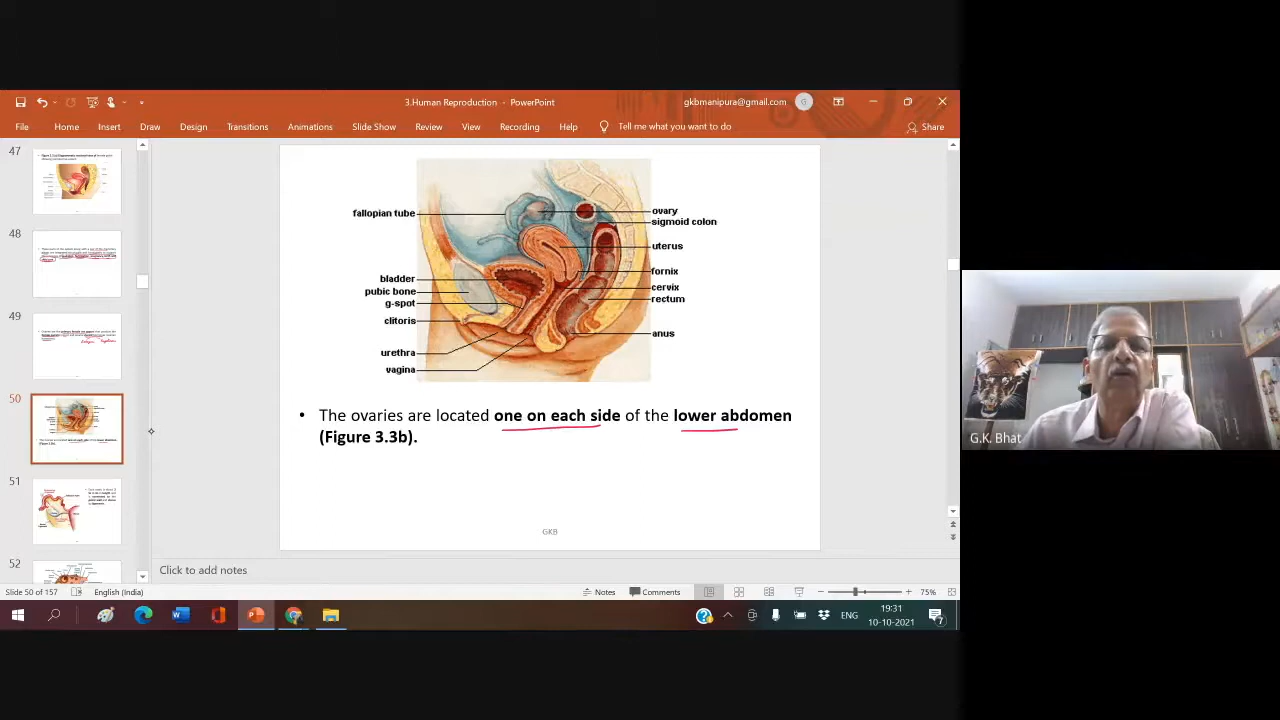 3.Human Reproduction - PowerPoint
gkbmanipura@gmail.com
G
File Home Insert Draw Design Transitions Animations Slide Show Review View Recording Help Tell me what you want to do
Share
47
48
49
50
51
52
fallopian tube
bladder
pubic bone
g-spot
clitoris
urethra
vagina
ovary
sigmoid colon
uterus
fornix
cervix
rectum
anus
• The ovaries are located one on each side of the lower abdomen
(Figure 3.3b).
GKB
Click to add notes
Slide 50 of 157 English (India) Notes Comments 75%
G.K. Bhat
ENG
19:31
10-10-2021
7